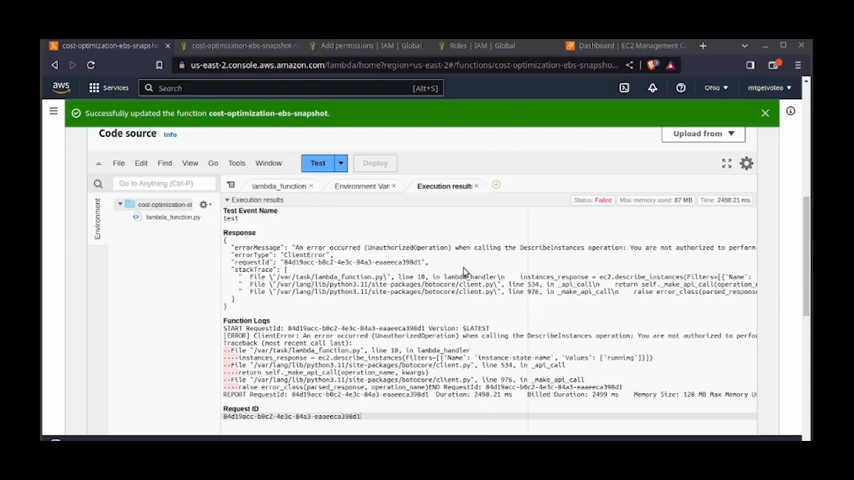 cost-optimization-ebs-snapsho
cost-optimization-ebs-snapshot-ro
Add permissions | IAM | Global
Roles | IAM | Global
Dashboard | EC2 Management C
us-east-2.console.aws.amazon.com/lambda/home?region=us-east-2#/functions/cost-optimization-ebs-snapsho...
aws
Services
Search
[Alt+S]
Ohio
mtgeivoteo
Successfully updated the function cost-optimization-ebs-snapshot.
Code source
Info
Upload from
File Edit Find View Go Tools Window
Test
Deploy
Go to Anything (Ctrl-P)
lambda_function
Environment Var
Execution results
Environment
cost-optimization-eb
lambda_function.py
Execution results
Status: Failed
Max memory used: 87 MB
Time: 2498.21 ms
Test Event Name
test
Response
{
"errorMessage": "An error occurred (UnauthorizedOperation) when calling the DescribeInstances operation: You are not authorized to perform
"errorType": "ClientError",
"requestId": "84d19acc-b0c2-4e3c-84a3-eaaeeca398d1",
"stackTrace": [
" File \"/var/task/lambda_function.py\", line 10, in lambda_handler\n instances_response = ec2.describe_instances(Filters=[{'Name':
" File \"/var/lang/lib/python3.11/site-packages/botocore/client.py\", line 534, in _api_call\n return self._make_api_call(operation_n
" File \"/var/lang/lib/python3.11/site-packages/botocore/client.py\", line 976, in _make_api_call\n raise error_class(parsed_response,
]
}
Function Logs
START RequestId: 84d19acc-b0c2-4e3c-84a3-eaaeeca398d1 Version: $LATEST
[ERROR] ClientError: An error occurred (UnauthorizedOperation) when calling the DescribeInstances operation: You are not authorized to perform
Traceback (most recent call last):
File "/var/task/lambda_function.py", line 10, in lambda_handler
instances_response = ec2.describe_instances(Filters=[{'Name': 'instance-state-name', 'Values': ['running']}])
File "/var/lang/lib/python3.11/site-packages/botocore/client.py", line 534, in _api_call
return self._make_api_call(operation_name, kwargs)
File "/var/lang/lib/python3.11/site-packages/botocore/client.py", line 976, in _make_api_call
raise error_class(parsed_response, operation_name)END RequestId: 84d19acc-b0c2-4e3c-84a3-eaaeeca398d1
REPORT RequestId: 84d19acc-b0c2-4e3c-84a3-eaaeeca398d1 Duration: 2498.21 ms Billed Duration: 2499 ms Memory Size: 128 MB Max Memory Us
Request ID
84d19acc-b0c2-4e3c-84a3-eaaeeca398d1